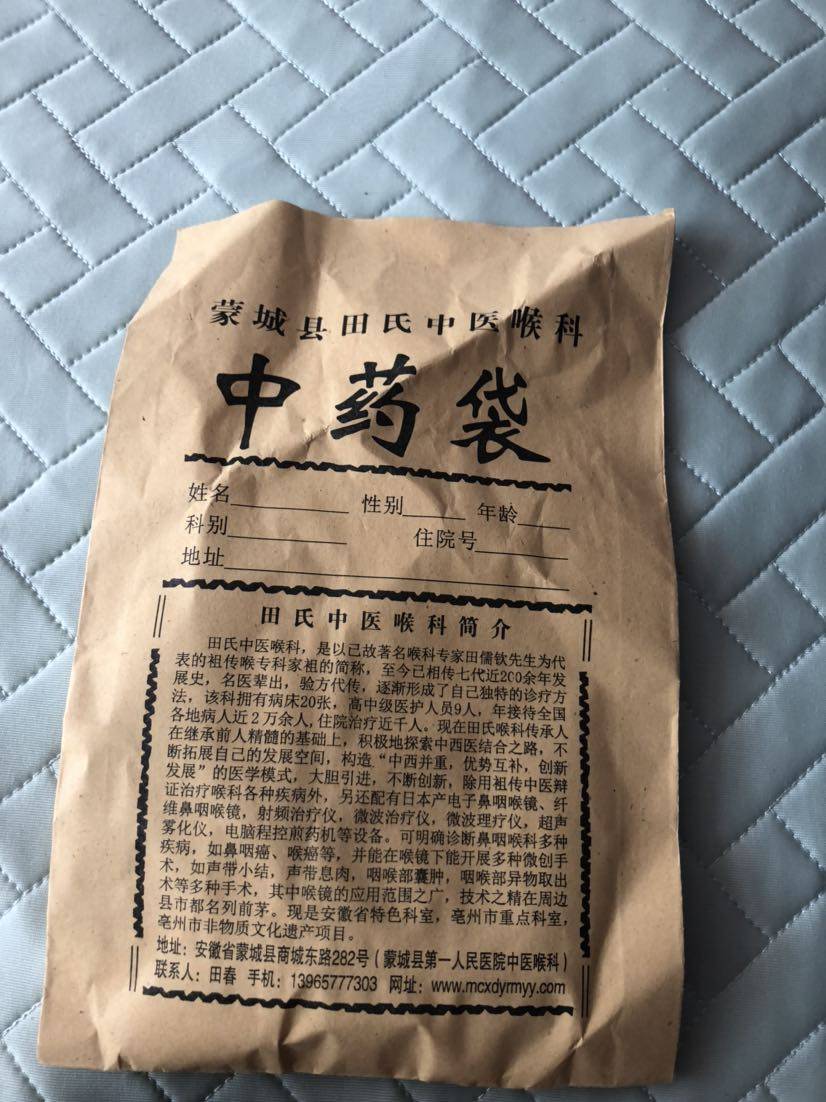 蒙城县田氏中医喉科
中药袋
姓名 性别 年龄
科别 住院号
地址
田氏中医喉科简介
田氏中医喉科，是以已故著名喉科专家田儒钦先生为代
表的祖传喉专科家祖的简称，至今已相传七代近200余年发
展史，名医辈出，验方代传，逐渐形成了自己独特的诊疗方
法，该科拥有病床20张，高中级医护人员9人，年接待全国
各地病人近2万余人，住院治疗近千人。现在田氏喉科传承人
在继承前人精髓的基础上，积极地探索中西医结合之路，不
断拓展自己的发展空间，构造“中西并重，优势互补，创新
发展”的医学模式，大胆引进，不断创新，除用祖传中医辩
证治疗喉科各种疾病外，另还配有日本产电子鼻咽喉镜、纤
维鼻咽喉镜，射频治疗仪，微波治疗仪，微波理疗仪，超声
雾化仪，电脑程控煎药机等设备。可明确诊断鼻咽喉科多种
疾病，如鼻咽癌、喉癌等，并能在喉镜下能开展多种微创手
术，如声带小结，声带息肉，咽喉部囊肿，咽喉部异物取出
术等多种手术，其中喉镜的应用范围之广，技术之精在周边
县市都名列前茅。现是安徽省特色科室，亳州市重点科室，
亳州市非物质文化遗产项目。
地址：安徽省蒙城县商城东路282号（蒙城县第一人民医院中医喉科）
联系人：田春 手机：13965777303 网址：www.mcxdyrmyy.com